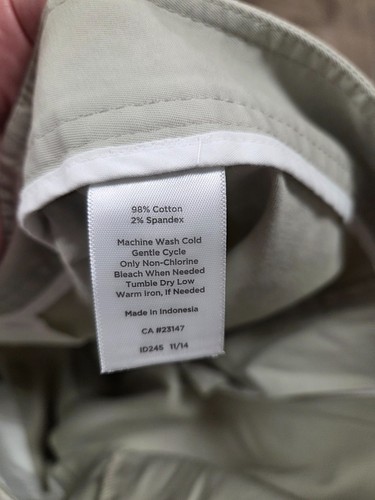 98% Cotton
2% Spandex
Machine Wash Cold
Gentle Cycle
Only Non-Chlorine
Bleach When Needed
Tumble Dry Low
Warm Iron, If Needed
Made in Indonesia
CA #23147
ID245 11/14